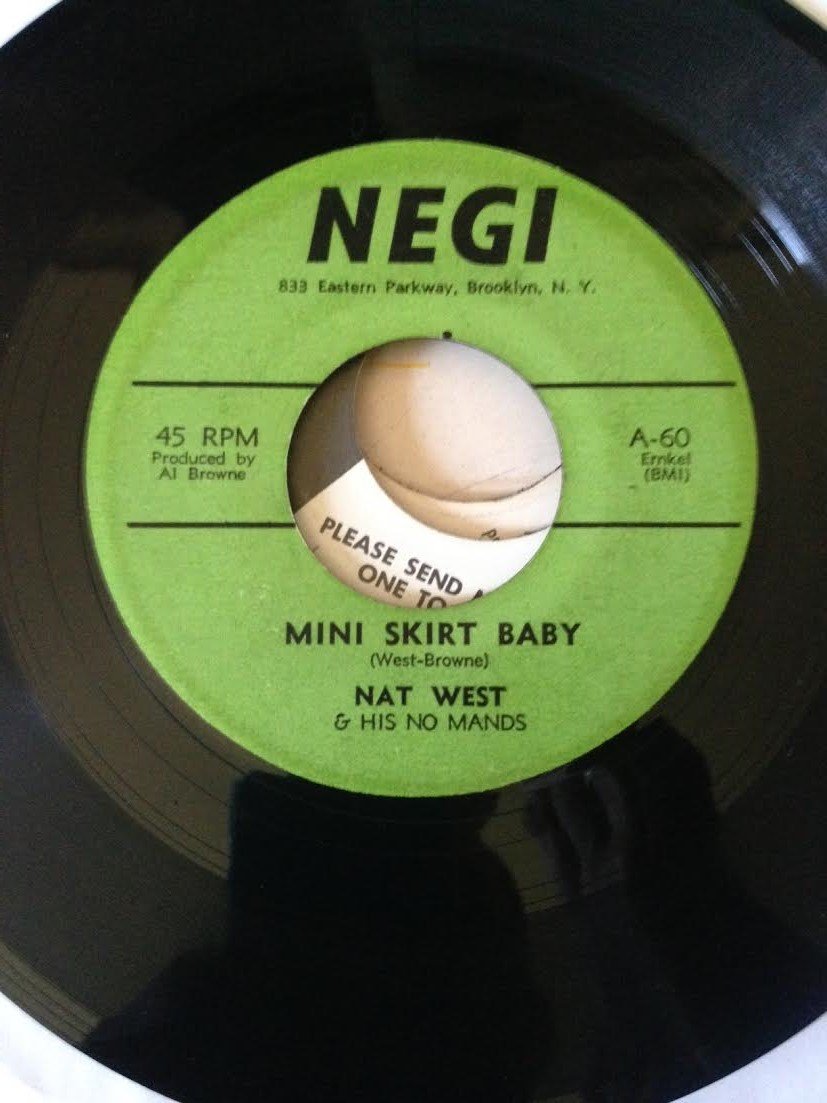 NEGI
833 Eastern Parkway, Brooklyn, N. Y.
45 RPM
Produced by
Al Browne
A-60
Ernkel
(BMI)
PLEASE SEND
ONE TO
MINI SKIRT BABY
(West-Browne)
NAT WEST
& HIS NO MANDS